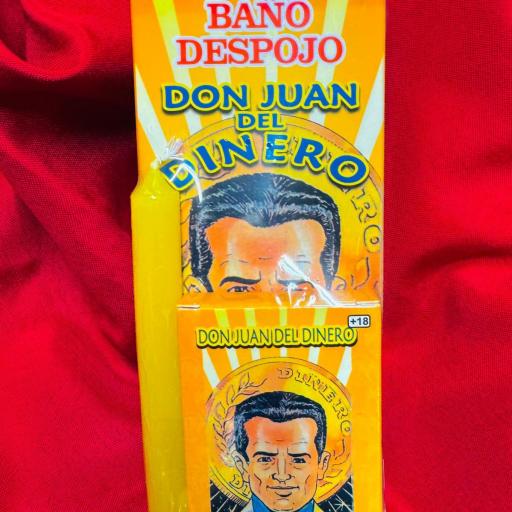 BAÑO
DESPOJO
DON JUAN
DEL
DINERO
+18
DON JUAN DEL DINERO
DINERO